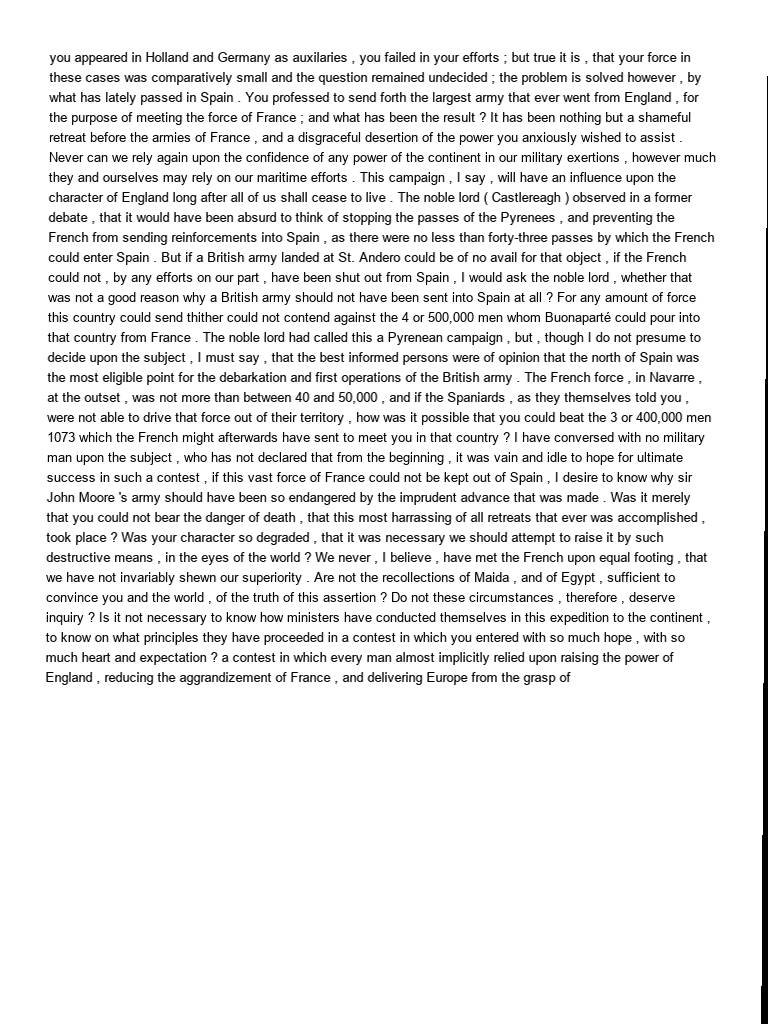 you appeared in Holland and Germany as auxilaries , you failed in your efforts ; but true it is , that your force in
these cases was comparatively small and the question remained undecided ; the problem is solved however , by
what has lately passed in Spain . You professed to send forth the largest army that ever went from England , for
the purpose of meeting the force of France ; and what has been the result ? It has been nothing but a shameful
retreat before the armies of France , and a disgraceful desertion of the power you anxiously wished to assist .
Never can we rely again upon the confidence of any power of the continent in our military exertions , however much
they and ourselves may rely on our maritime efforts . This campaign , I say , will have an influence upon the
character of England long after all of us shall cease to live . The noble lord ( Castlereagh ) observed in a former
debate , that it would have been absurd to think of stopping the passes of the Pyrenees , and preventing the
French from sending reinforcements into Spain , as there were no less than forty-three passes by which the French
could enter Spain . But if a British army landed at St. Andero could be of no avail for that object , if the French
could not , by any efforts on our part , have been shut out from Spain , I would ask the noble lord , whether that
was not a good reason why a British army should not have been sent into Spain at all ? For any amount of force
this country could send thither could not contend against the 4 or 500,000 men whom Buonaparté could pour into
that country from France . The noble lord had called this a Pyrenean campaign , but , though I do not presume to
decide upon the subject , I must say , that the best informed persons were of opinion that the north of Spain was
the most eligible point for the debarkation and first operations of the British army . The French force , in Navarre ,
at the outset , was not more than between 40 and 50,000 , and if the Spaniards , as they themselves told you ,
were not able to drive that force out of their territory , how was it possible that you could beat the 3 or 400,000 men
1073 which the French might afterwards have sent to meet you in that country ? I have conversed with no military
man upon the subject , who has not declared that from the beginning , it was vain and idle to hope for ultimate
success in such a contest , if this vast force of France could not be kept out of Spain , I desire to know why sir
John Moore 's army should have been so endangered by the imprudent advance that was made . Was it merely
that you could not bear the danger of death , that this most harrassing of all retreats that ever was accomplished ,
took place ? Was your character so degraded , that it was necessary we should attempt to raise it by such
destructive means , in the eyes of the world ? We never , I believe , have met the French upon equal footing , that
we have not invariably shewn our superiority . Are not the recollections of Maida , and of Egypt , sufficient to
convince you and the world , of the truth of this assertion ? Do not these circumstances , therefore , deserve
inquiry ? Is it not necessary to know how ministers have conducted themselves in this expedition to the continent ,
to know on what principles they have proceeded in a contest in which you entered with so much hope , with so
much heart and expectation ? a contest in which every man almost implicitly relied upon raising the power of
England , reducing the aggrandizement of France , and delivering Europe from the grasp of